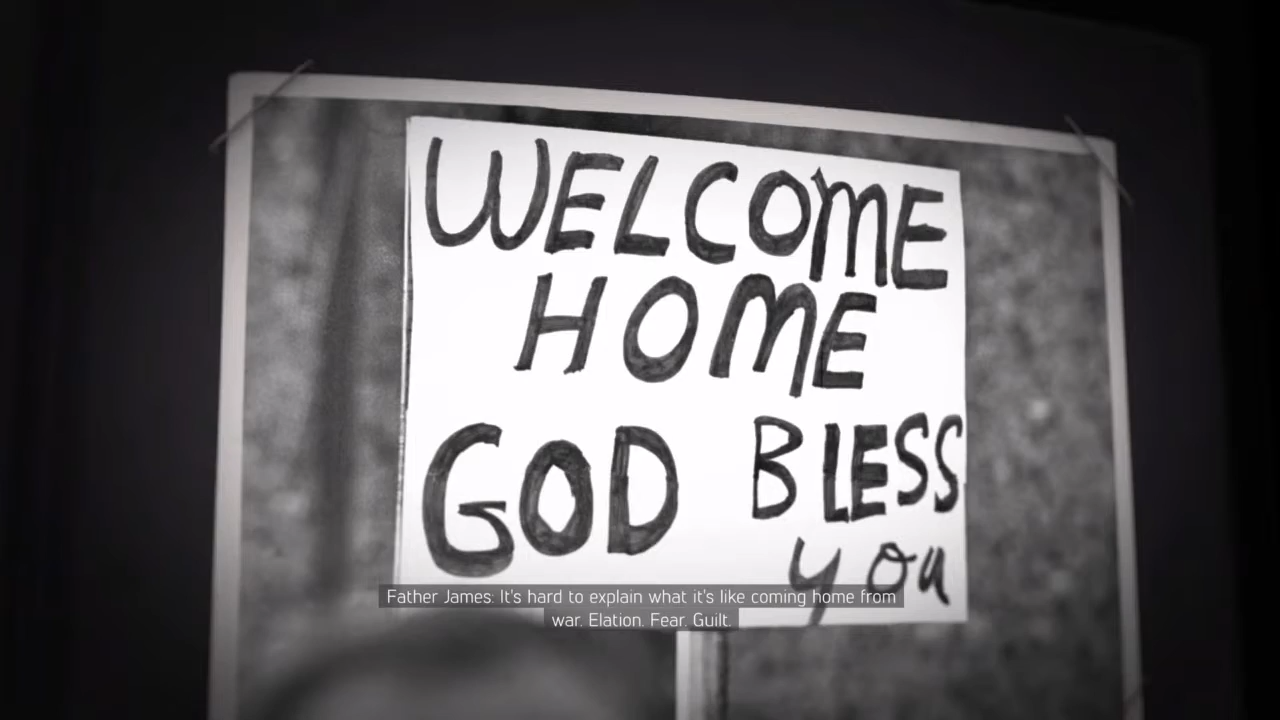 WELCOME
HOME
GOD BLESS
you
Father James: It's hard to explain what it's like coming home from
war. Elation. Fear. Guilt.